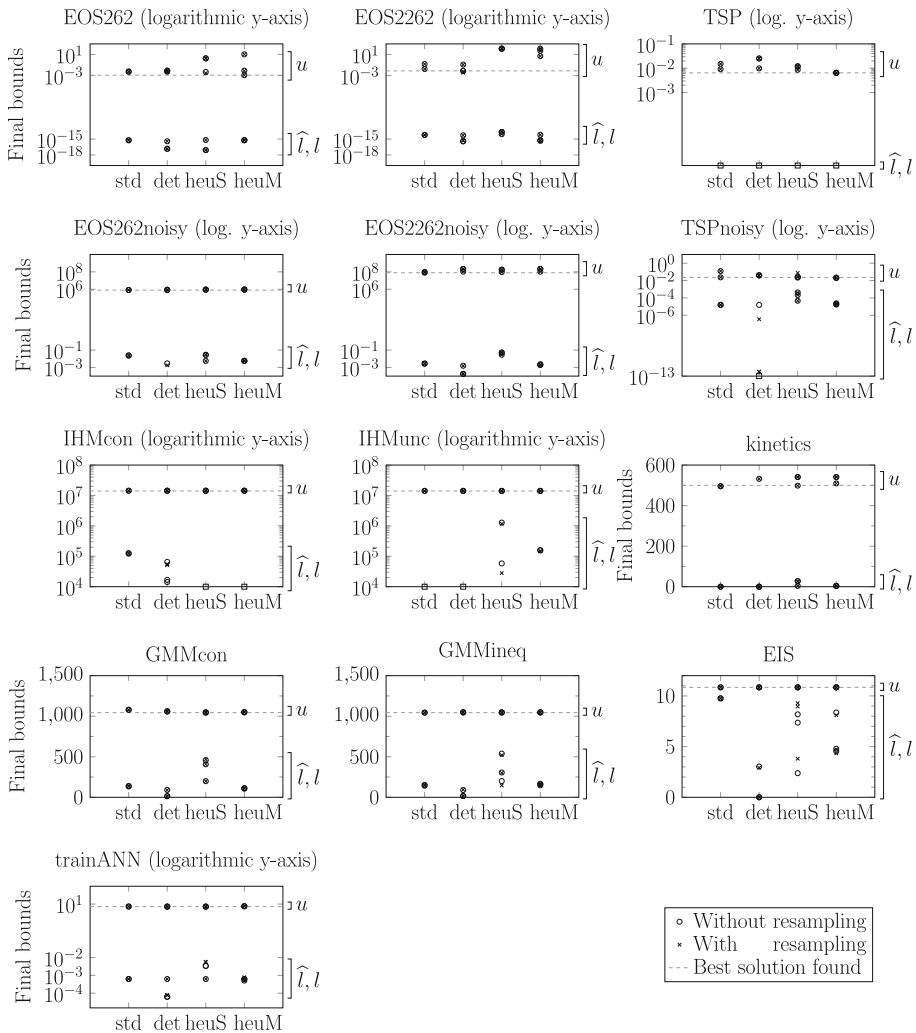 EOS262 (logarithmic y-axis)
EOS2262 (logarithmic y-axis)
TSP (log. y-axis)
Final bounds
10^1
10^-3
10^-15
10^-18
std det heuS heuM
u
l̂, l
10^1
10^-3
10^-15
10^-18
std det heuS heuM
u
l̂, l
10^-1
10^-2
10^-3
std det heuS heuM
u
l̂, l
EOS262noisy (log. y-axis)
EOS2262noisy (log. y-axis)
TSPnoisy (log. y-axis)
Final bounds
10^8
10^6
10^-1
10^-3
std det heuS heuM
u
l̂, l
10^8
10^6
10^-1
10^-3
std det heuS heuM
u
l̂, l
10^0
10^-2
10^-4
10^-6
10^-13
std det heuS heuM
u
l̂, l
IHMcon (logarithmic y-axis)
IHMunc (logarithmic y-axis)
kinetics
Final bounds
10^8
10^7
10^6
10^5
10^4
std det heuS heuM
u
l̂, l
10^8
10^7
10^6
10^5
10^4
std det heuS heuM
u
l̂, l
Final bounds
600
400
200
0
std det heuS heuM
u
l̂, l
GMMcon
GMMineq
EIS
Final bounds
1,500
1,000
500
0
std det heuS heuM
u
l̂, l
1,500
1,000
500
0
std det heuS heuM
u
l̂, l
10
5
0
std det heuS heuM
u
l̂, l
trainANN (logarithmic y-axis)
Final bounds
10^1
10^-2
10^-3
10^-4
std det heuS heuM
u
l̂, l
Without resampling
With resampling
Best solution found